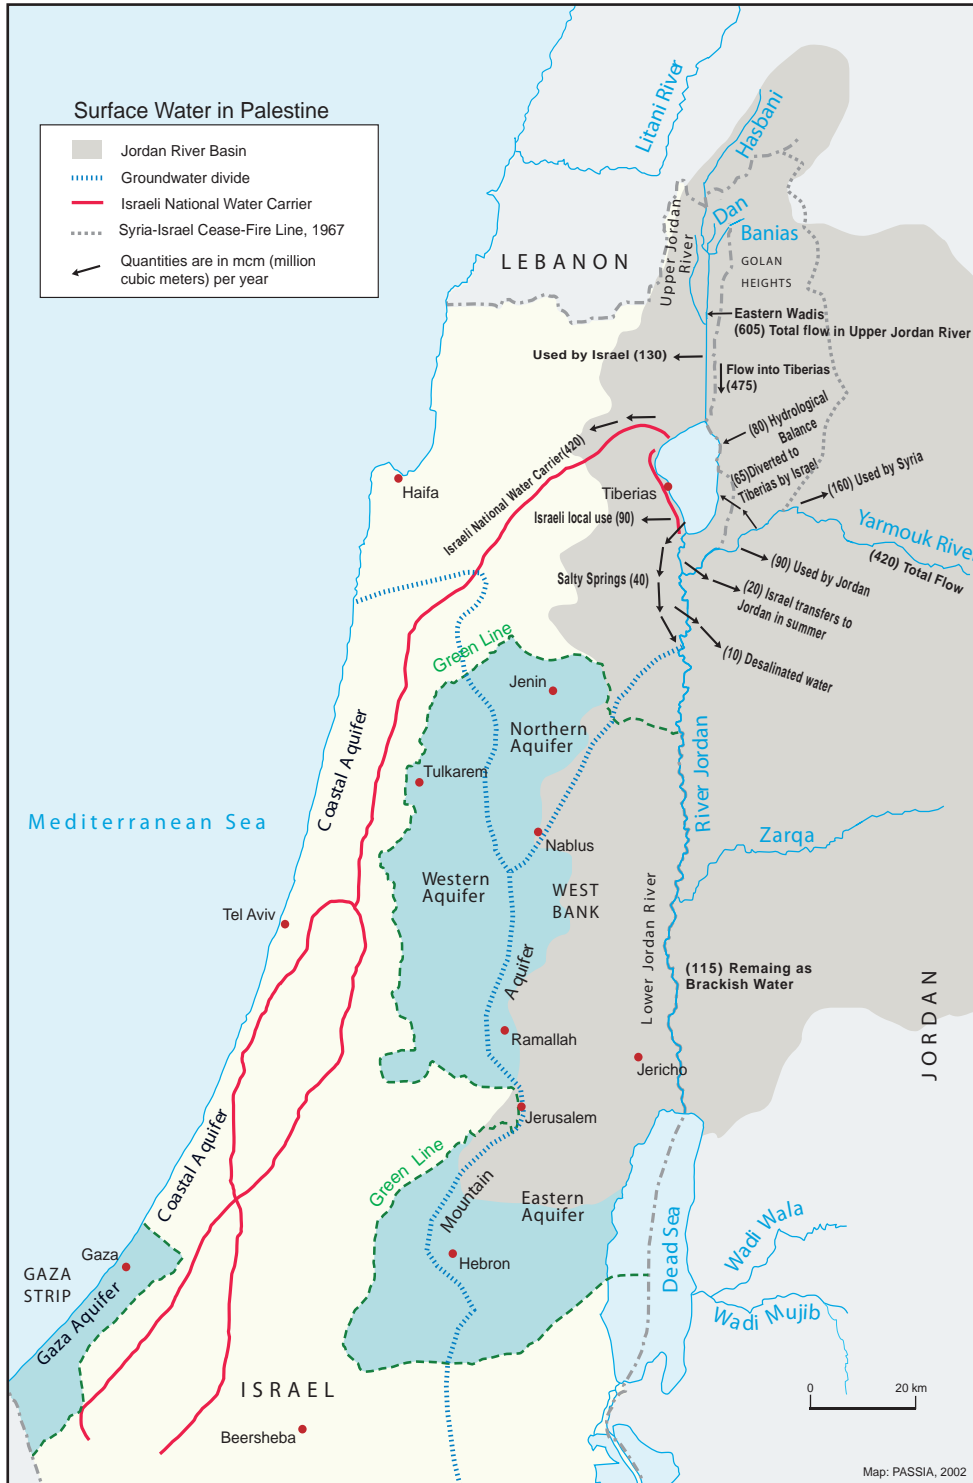 Surface Water in Palestine
Jordan River Basin
Groundwater divide
Israeli National Water Carrier
Syria-Israel Cease-Fire Line, 1967
Quantities are in mcm (million
cubic meters) per year
Litani River
Hasbani
Dan
Banias
Upper Jordan
River
GOLAN
HEIGHTS
LEBANON
Eastern Wadis
(605) Total flow in Upper Jordan River
Used by Israel (130)
Flow into Tiberias
(475)
(80) Hydrological
Balance
(65)Diverted to
Tiberias by Israel
(160) Used by Syria
Yarmouk River
(420) Total Flow
Israeli National Water Carrier(420)
Haifa
Tiberias
Israeli local use (90)
Salty Springs (40)
(90) Used by Jordan
(20) Israel transfers to
Jordan in summer
(10) Desalinated water
Green Line
Jenin
Northern
Aquifer
Coastal Aquifer
Tulkarem
River Jordan
Mediterranean Sea
Nablus
Zarqa
Western
Aquifer
WEST
BANK
Tel Aviv
Aquifer
Lower Jordan River
(115) Remaing as
Brackish Water
JORDAN
Ramallah
Jericho
Jerusalem
Coastal Aquifer
Green Line
Mountain
Eastern
Aquifer
Dead Sea
Wadi Wala
Wadi Mujib
Gaza
Hebron
GAZA
STRIP
Gaza Aquifer
ISRAEL
Beersheba
0 20 km
Map: PASSIA, 2002